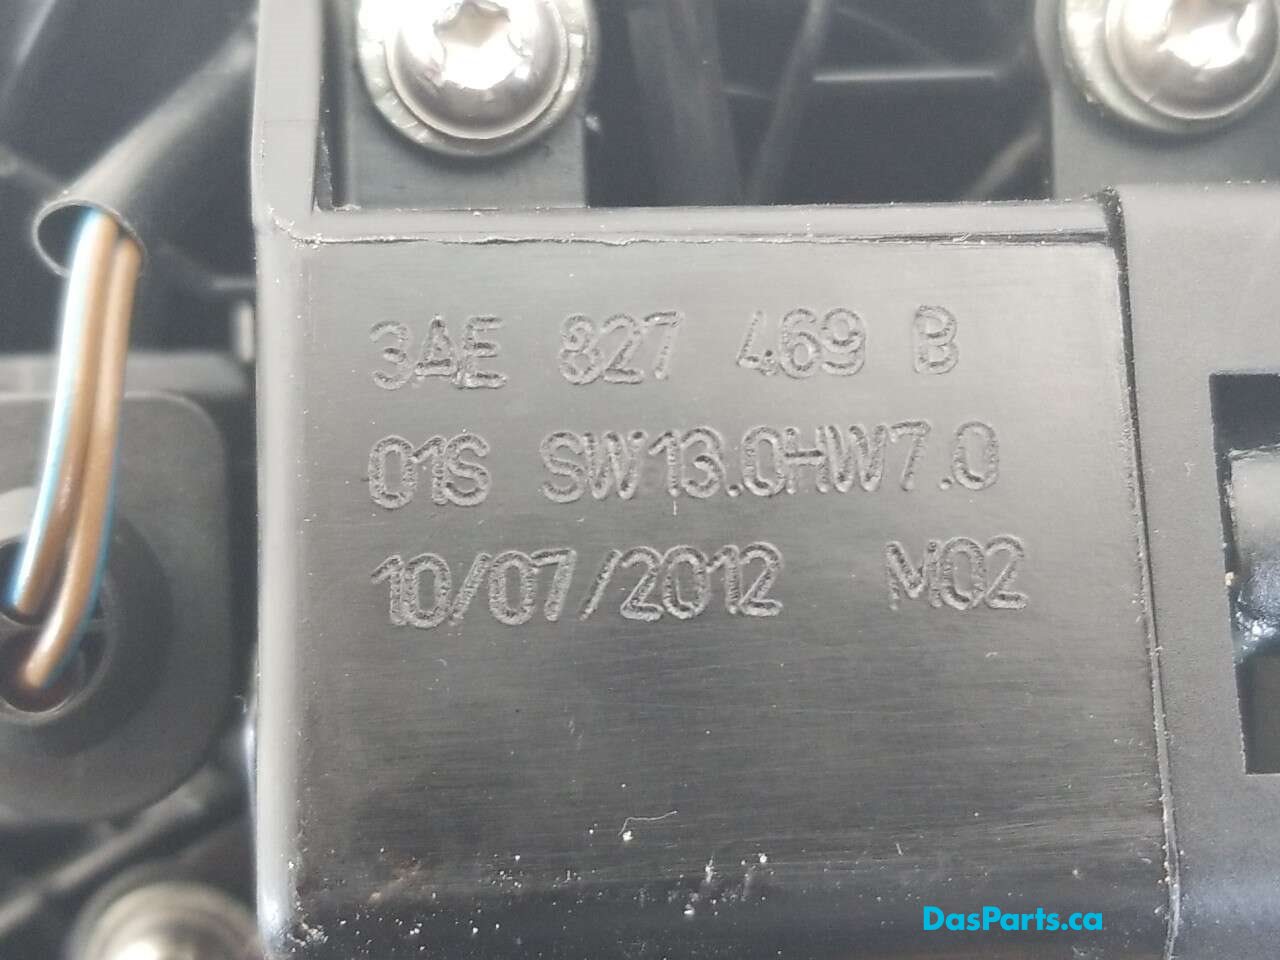 3AE 827 469 B
01S SW13.0HW7.0
10/07/2012 M02
DasParts.ca